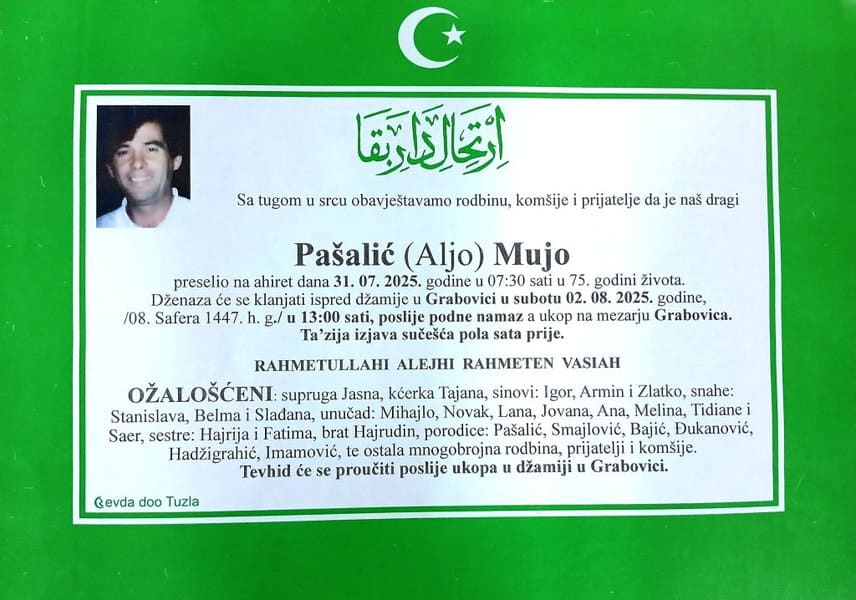 اِرْتِحَالِ دَارِ بَقَا
Sa tugom u srcu obavještavamo rodbinu, komšije i prijatelje da je naš dragi
Pašalić (Aljo) Mujo
preselio na ahiret dana 31. 07. 2025. godine u 07:30 sati u 75. godini života.
Dženaza će se klanjati ispred džamije u Grabovici u subotu 02. 08. 2025. godine,
/08. Safera 1447. h. g./ u 13:00 sati, poslije podne namaz a ukop na mezarju Grabovica.
Ta'zija izjava sučešća pola sata prije.
RAHMETULLAHI ALEJHI RAHMETEN VASIAH
OŽALOŠĆENI: supruga Jasna, kćerka Tajana, sinovi: Igor, Armin i Zlatko, snahe:
Stanislava, Belma i Slađana, unučad: Mihajlo, Novak, Lana, Jovana, Ana, Melina, Tidiane i
Saer, sestre: Hajrija i Fatima, brat Hajrudin, porodice: Pašalić, Smajlović, Bajić, Đukanović,
Hadžigrahić, Imamović, te ostala mnogobrojna rodbina, prijatelji i komšije.
Tevhid će se proučiti poslije ukopa u džamiji u Grabovici.
Revda doo Tuzla